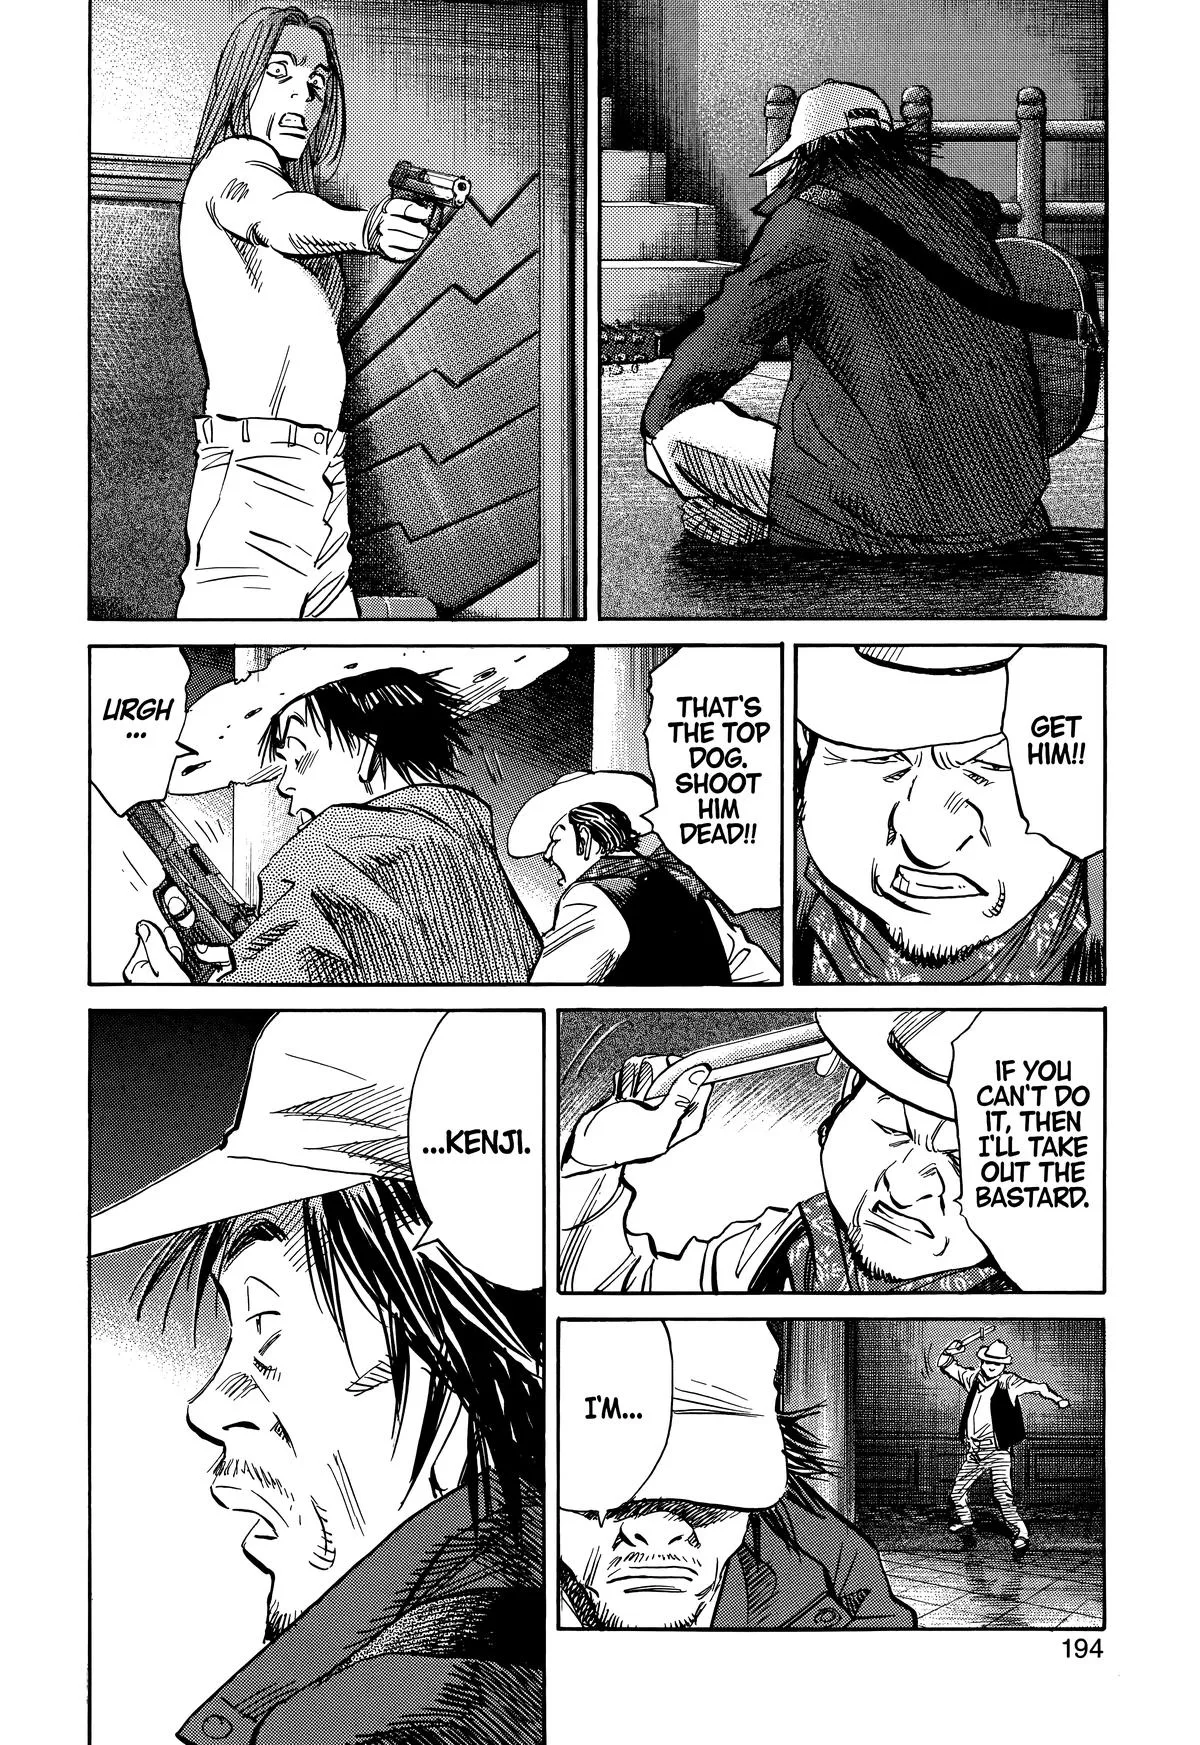 GET
HIM!!
THAT'S
THE TOP
DOG.
SHOOT
HIM
DEAD!!
URGH
...
IF YOU
CAN'T DO
IT, THEN
I'LL TAKE
OUT THE
BASTARD.
I'M...
...KENJI.
194